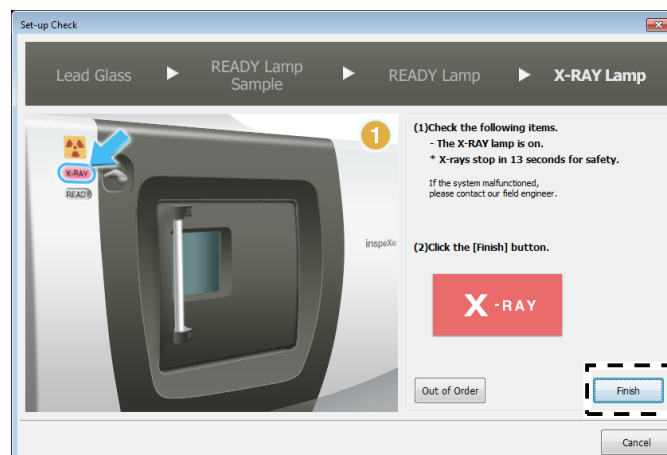 Set-up Check
Lead Glass
READY Lamp
Sample
READY Lamp
X-RAY Lamp
X-RAY
READY
inspeXio
1
(1)Check the following items.
- The X-RAY lamp is on.
* X-rays stop in 13 seconds for safety.
If the system malfunctioned,
please contact our field engineer.
(2)Click the [Finish] button.
X -RAY
Out of Order
Finish
Cancel